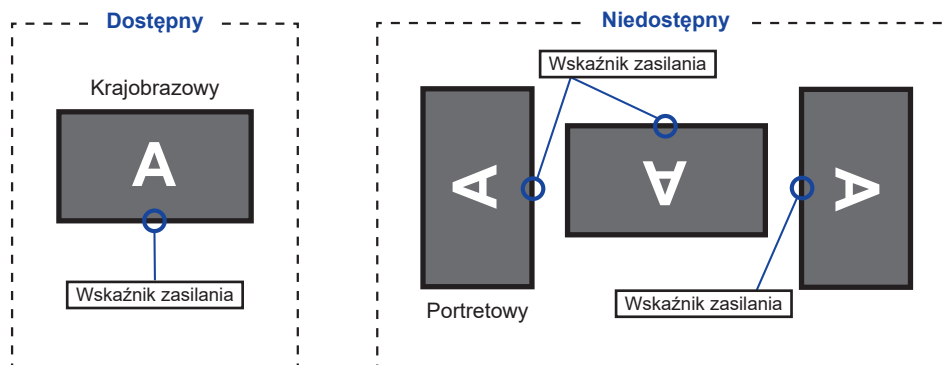 Dostępny
Krajobrazowy
A
Wskaźnik zasilania
Niedostępny
Wskaźnik zasilania
A
A
A
Portretowy
Wskaźnik zasilania